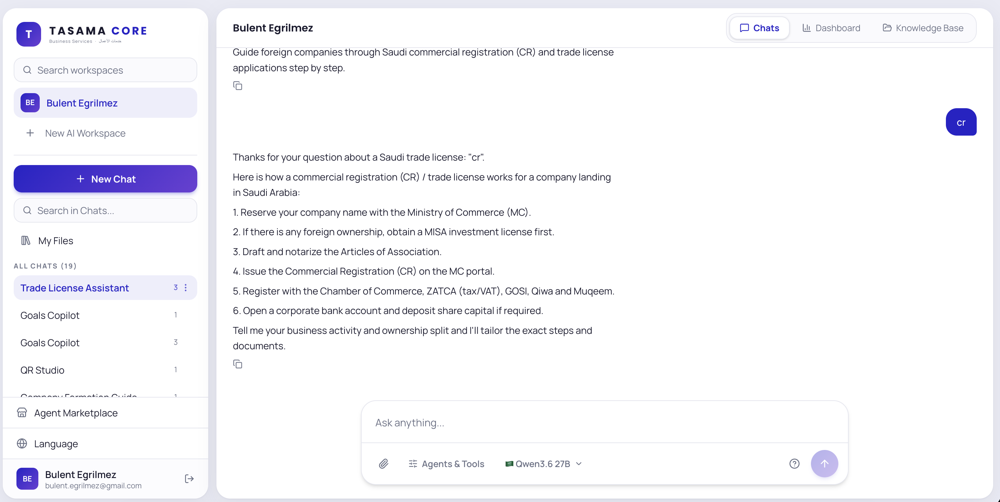 T
TASAMA CORE
Business Services · خدمات الأعمال
Search workspaces
BE
Bulent Egrilmez
New AI Workspace
New Chat
Search in Chats...
My Files
ALL CHATS (19)
Trade License Assistant 3
Goals Copilot 1
Goals Copilot 3
QR Studio 1
Company Formation Guide 1
Agent Marketplace
Language
BE
Bulent Egrilmez
bulent.egrilmez@gmail.com
Bulent Egrilmez
Chats
Dashboard
Knowledge Base
Guide foreign companies through Saudi commercial registration (CR) and trade license
applications step by step.
cr
Thanks for your question about a Saudi trade license: "cr".
Here is how a commercial registration (CR) / trade license works for a company landing
in Saudi Arabia:
1. Reserve your company name with the Ministry of Commerce (MC).
2. If there is any foreign ownership, obtain a MISA investment license first.
3. Draft and notarize the Articles of Association.
4. Issue the Commercial Registration (CR) on the MC portal.
5. Register with the Chamber of Commerce, ZATCA (tax/VAT), GOSI, Qiwa and Muqeem.
6. Open a corporate bank account and deposit share capital if required.
Tell me your business activity and ownership split and I'll tailor the exact steps and
documents.
Ask anything...
Agents & Tools
Qwen3.6 27B